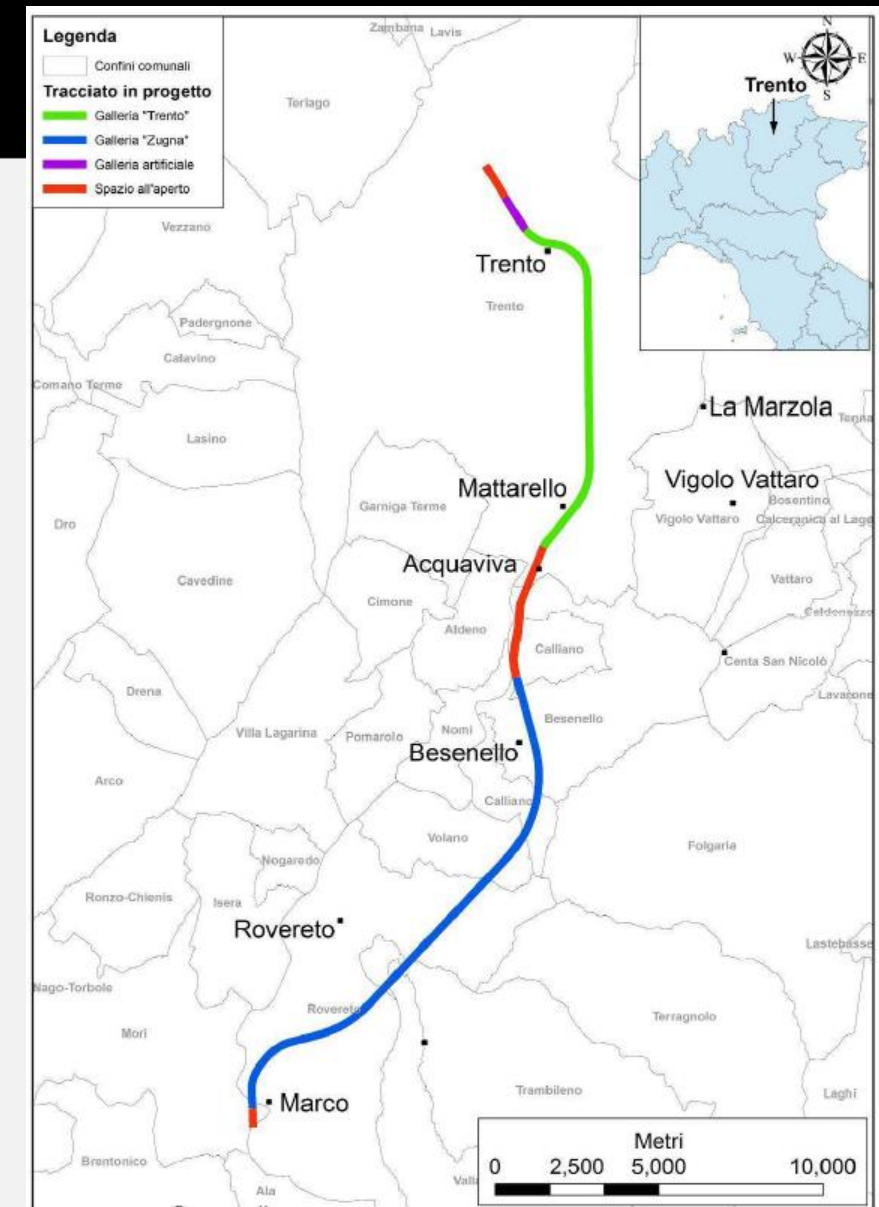 Legenda
Confini comunali
Tracciato in progetto
Galleria "Trento"
Galleria "Zugna"
Galleria artificiale
Spazio all'aperto
Zambana
Lavis
N
W
E
S
Trento
Terlago
Vezzano
Trento
Trento
Padergnone
Calavino
Comano Terme
La Marzola
Tenna
Lasino
Mattarello
Vigolo Vattaro
Garniga Terme
Bosentino
Vigolo Vattaro
Calceranica al Lago
Dro
Acquaviva
Cavedine
Vattaro
Cimone
Caldonazzo
Aldeno
Calliano
Centa San Nicolò
Drena
Lavarone
Villa Lagarina
Pomarolo
Nomi
Besenello
Besenello
Arco
Calliano
Volano
Folgaria
Nogaredo
Ronzo-Chienis
Isera
Rovereto
Lastebasse
Nago-Torbole
Rovereto
Terragnolo
Mori
Trambileno
Laghi
Marco
Metri
0 2,500 5,000 10,000
Brentonico
Ala